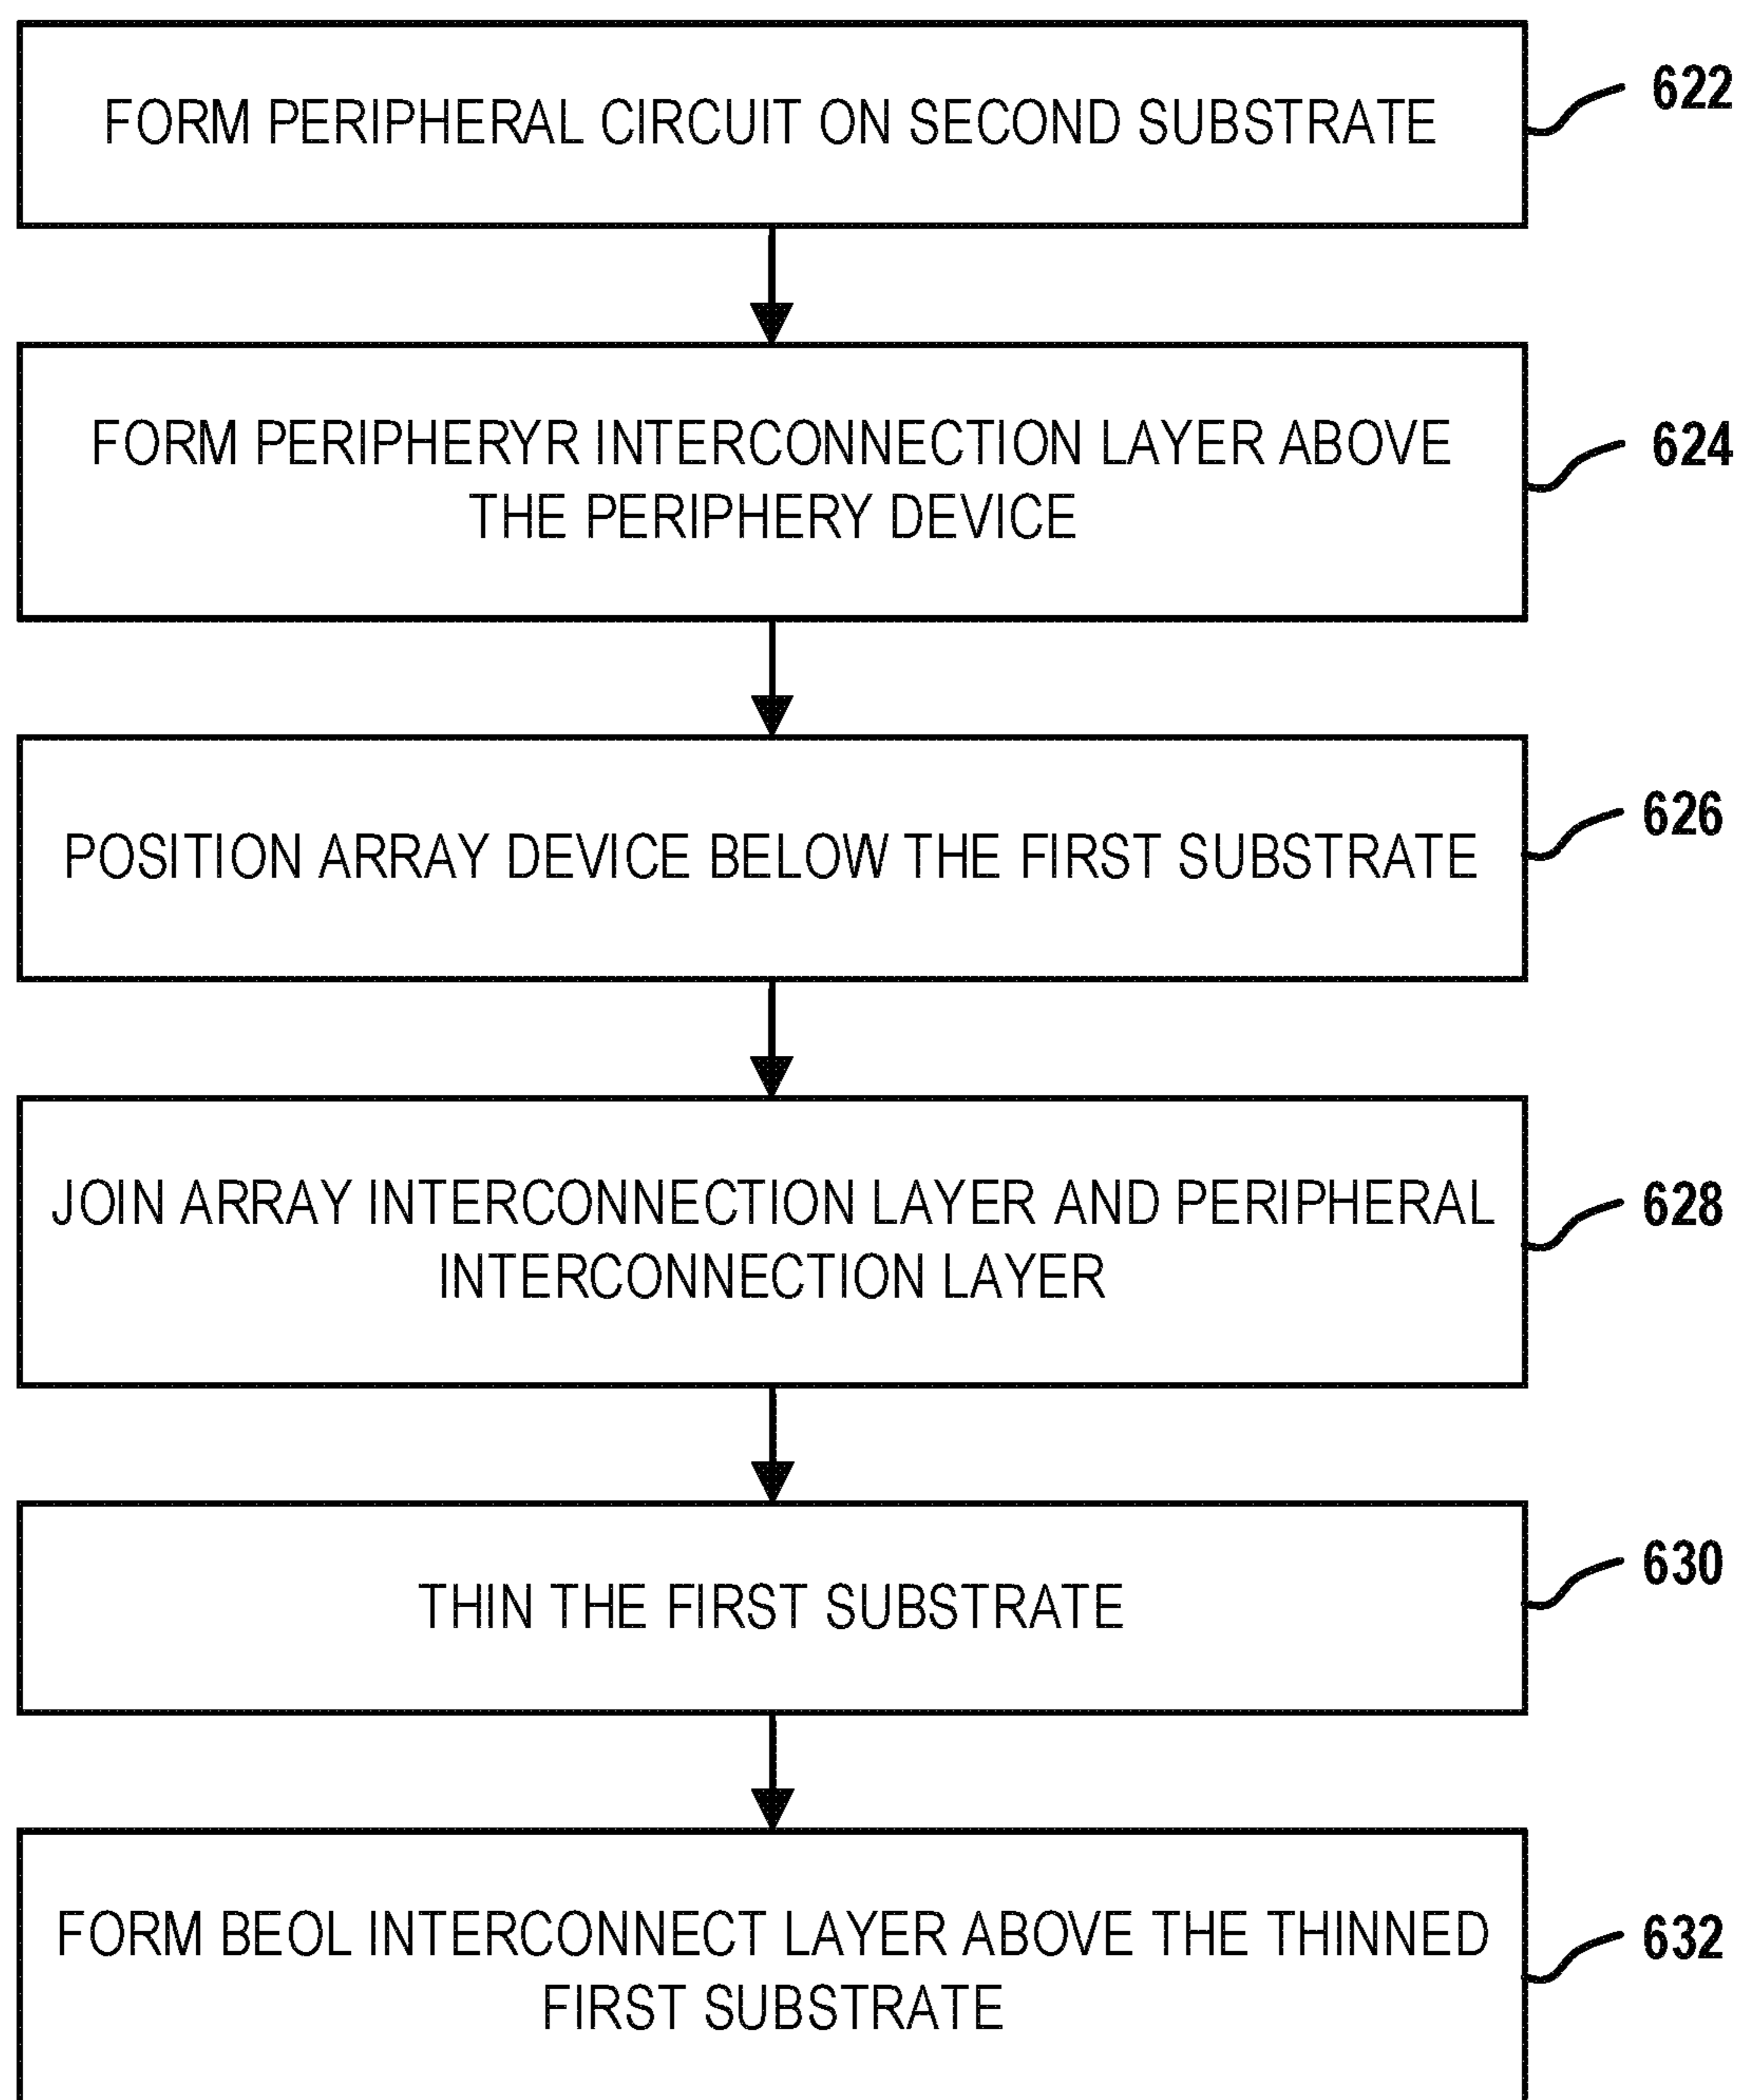 FORM PERIPHERAL CIRCUIT ON SECOND SUBSTRATE
622
FORM PERIPHERYR INTERCONNECTION LAYER ABOVE
THE PERIPHERY DEVICE
624
POSITION ARRAY DEVICE BELOW THE FIRST SUBSTRATE
626
JOIN ARRAY INTERCONNECTION LAYER AND PERIPHERAL
INTERCONNECTION LAYER
628
THIN THE FIRST SUBSTRATE
630
FORM BEOL INTERCONNECT LAYER ABOVE THE THINNED
FIRST SUBSTRATE
632